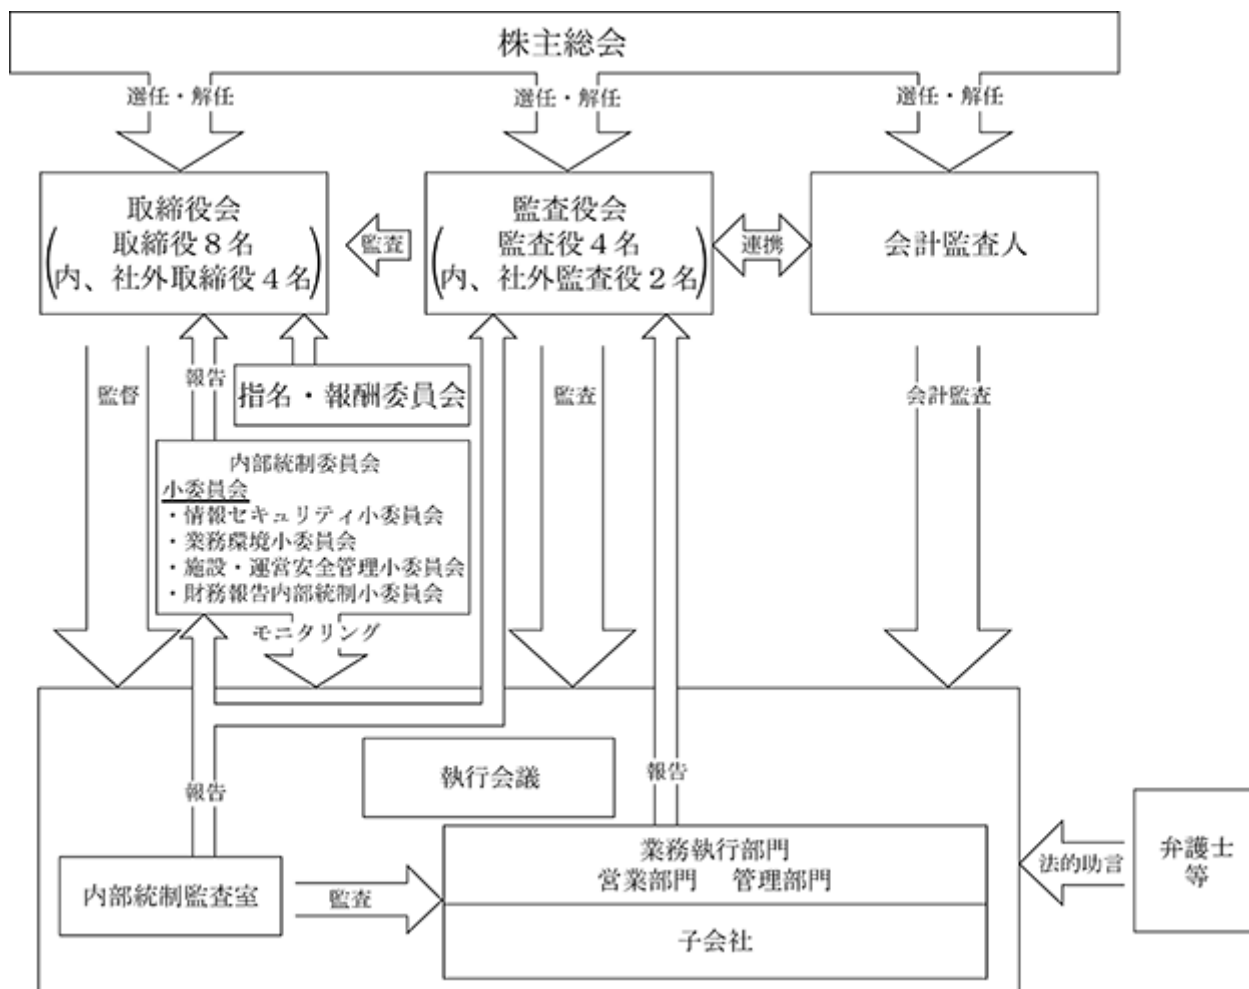 株主総会
選任・解任
選任・解任
選任・解任
取締役会
取締役８名
内、社外取締役４名
監査
監査役会
監査役４名
内、社外監査役２名
連携
会計監査人
監督
報告
指名・報酬委員会
監査
会計監査
内部統制委員会
小委員会
・情報セキュリティ小委員会
・業務環境小委員会
・施設・運営安全管理小委員会
・財務報告内部統制小委員会
モニタリング
執行会議
報告
報告
業務執行部門
営業部門　管理部門
子会社
内部統制監査室
監査
法的助言
弁護士
等